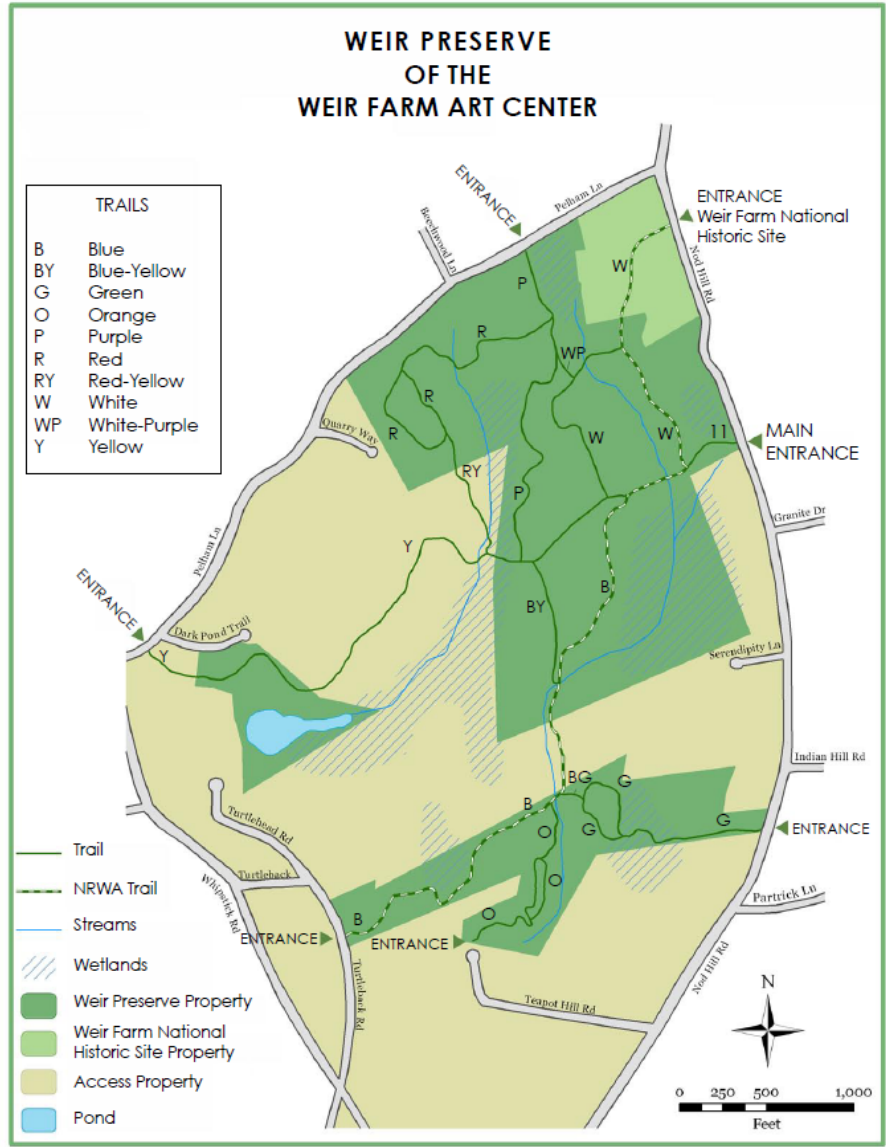 WEIR PRESERVE
OF THE
WEIR FARM ART CENTER
TRAILS
B Blue
BY Blue-Yellow
G Green
O Orange
P Purple
R Red
RY Red-Yellow
W White
WP White-Purple
Y Yellow
ENTRANCE
Pelham Ln
Beechwood Ln
ENTRANCE
Weir Farm National
Historic Site
Nod Hill Rd
W
P
R
WP
R
R
W
W
11
MAIN
ENTRANCE
Quarry Way
RY
P
Granite Dr
Y
Pelham Ln
BY
B
ENTRANCE
Dark Pond Trail
Y
Serendipity Ln
Indian Hill Rd
BG
G
G
B
O
G
ENTRANCE
Turtlehead Rd
Turtleback
Whipstick Rd
O
O
B
ENTRANCE
ENTRANCE
Partrick Ln
Nod Hill Rd
Teapot Hill Rd
Turtleback Rd
Trail
NRWA Trail
Streams
Wetlands
Weir Preserve Property
Weir Farm National
Historic Site Property
Access Property
Pond
N
0 250 500 1,000
Feet